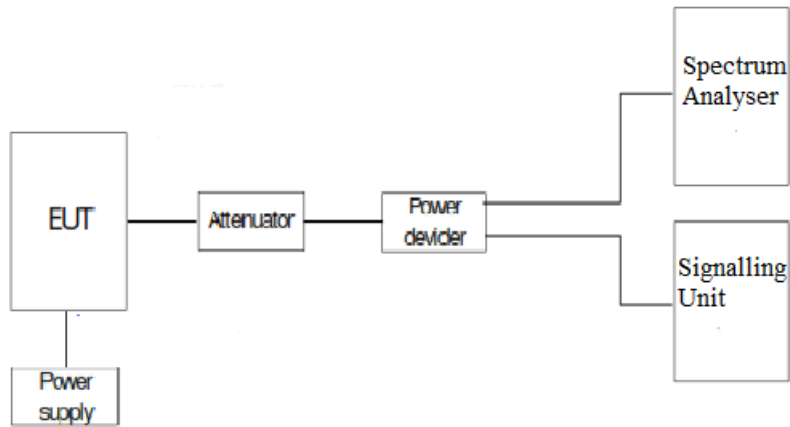 Spectrum
Analyser
EUT
Attenuator
Power
devider
Signalling
Unit
Power
supply